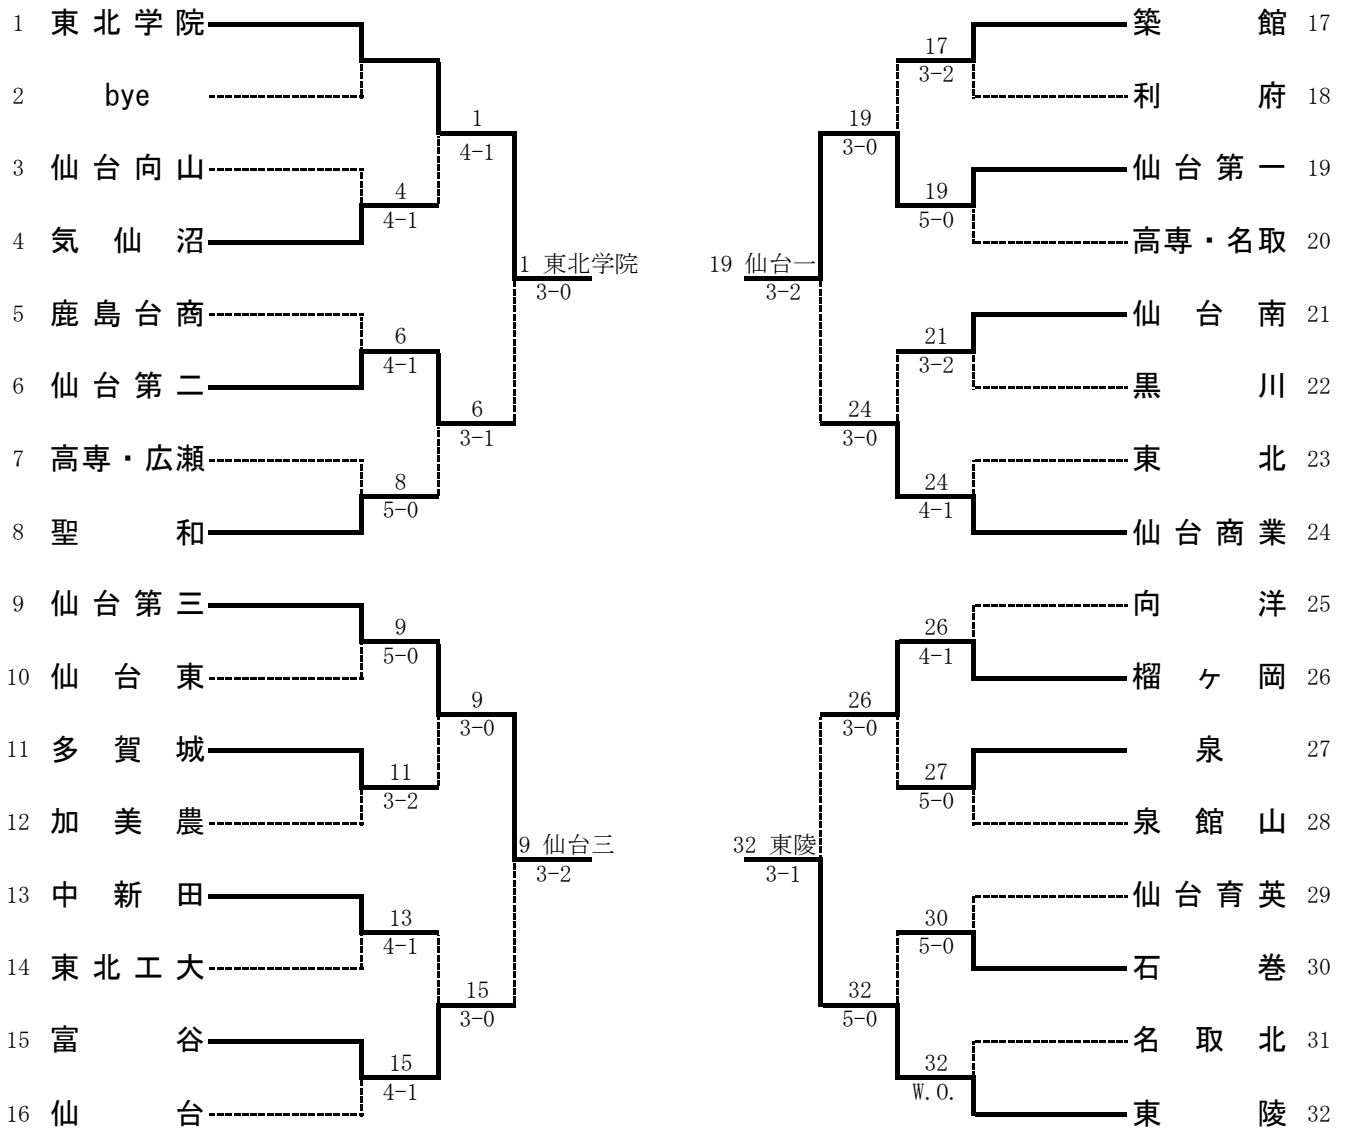 1 東北学院
2 bye
3 仙台向山
4 気仙沼
5 鹿島台商
6 仙台第二
7 高専・広瀬
8 聖和
9 仙台第三
10 仙台東
11 多賀城
12 加美農
13 中新田
14 東北工大
15 富谷
16 仙台
4
4-1
6
4-1
8
5-0
9
5-0
11
3-2
13
4-1
15
4-1
1
4-1
6
3-1
9
3-0
15
3-0
1 東北学院
3-0
9 仙台三
3-2
19 仙台一
3-2
32 東陵
3-1
19
3-0
24
3-0
26
3-0
32
5-0
17
3-2
19
5-0
21
3-2
24
4-1
26
4-1
27
5-0
30
5-0
32
W.O.
築館 17
利府 18
仙台第一 19
高専・名取 20
仙台南 21
黒川 22
東北 23
仙台商業 24
向洋 25
榴ヶ岡 26
泉 27
泉館山 28
仙台育英 29
石巻 30
名取北 31
東陵 32